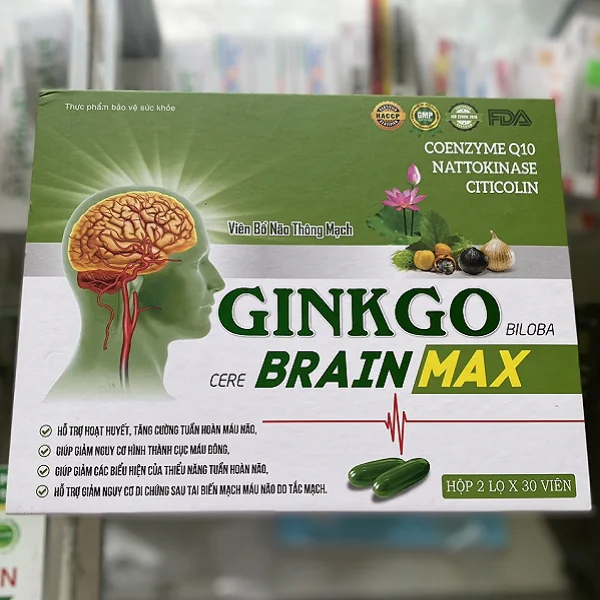 Thực phẩm bảo vệ sức khỏe
HACCP
GMP
FDA
COENZYME Q10
NATTOKINASE
CITICOLIN
Viên Bổ Não Thông Mạch
GINKGO BILOBA
CERE BRAIN MAX
HỖ TRỢ HOẠT HUYẾT, TĂNG CƯỜNG TUẦN HOÀN MÁU NÃO,
GIÚP GIẢM NGUY CƠ HÌNH THÀNH CỤC MÁU ĐÔNG,
GIÚP GIẢM CÁC BIỂU HIỆN CỦA THIỂU NĂNG TUẦN HOÀN NÃO,
HỖ TRỢ GIẢM NGUY CƠ DI CHỨNG SAU TAI BIẾN MẠCH MÁU NÃO DO TẮC MẠCH.
HỘP 2 LỌ X 30 VIÊN